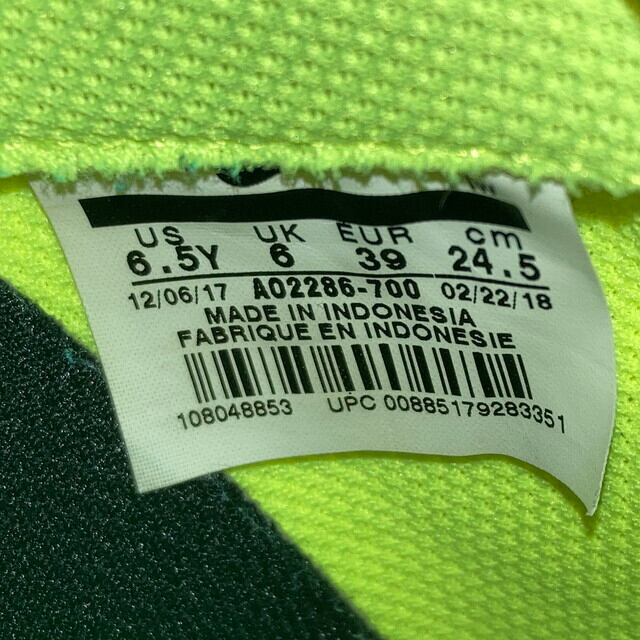 US UK EUR cm
6.5Y 6 39 24.5
12/06/17 AO2286-700 02/22/18
MADE IN INDONESIA
FABRIQUE EN INDONESIE
108048853 UPC 00885179283351